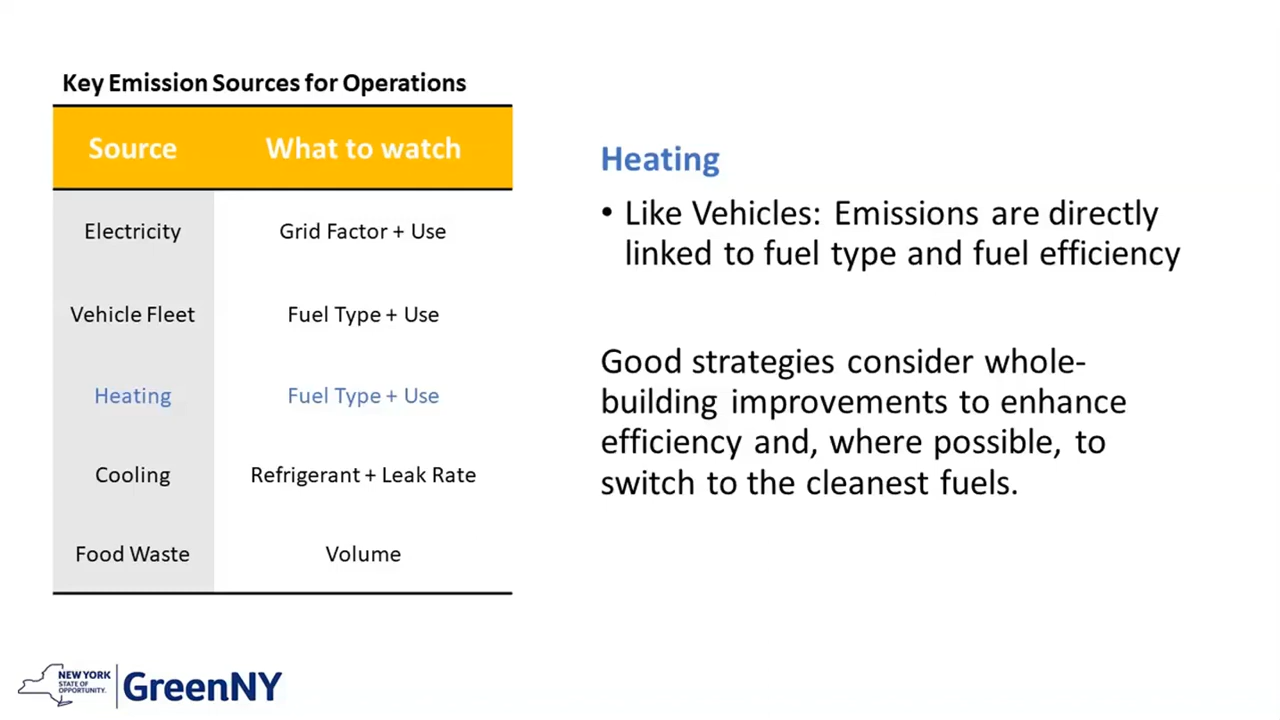 Key Emission Sources for Operations
Source What to watch
Electricity Grid Factor + Use
Vehicle Fleet Fuel Type + Use
Heating Fuel Type + Use
Cooling Refrigerant + Leak Rate
Food Waste Volume
Heating
• Like Vehicles: Emissions are directly
linked to fuel type and fuel efficiency
Good strategies consider whole-
building improvements to enhance
efficiency and, where possible, to
switch to the cleanest fuels.
NEW YORK
STATE OF
OPPORTUNITY.
GreenNY